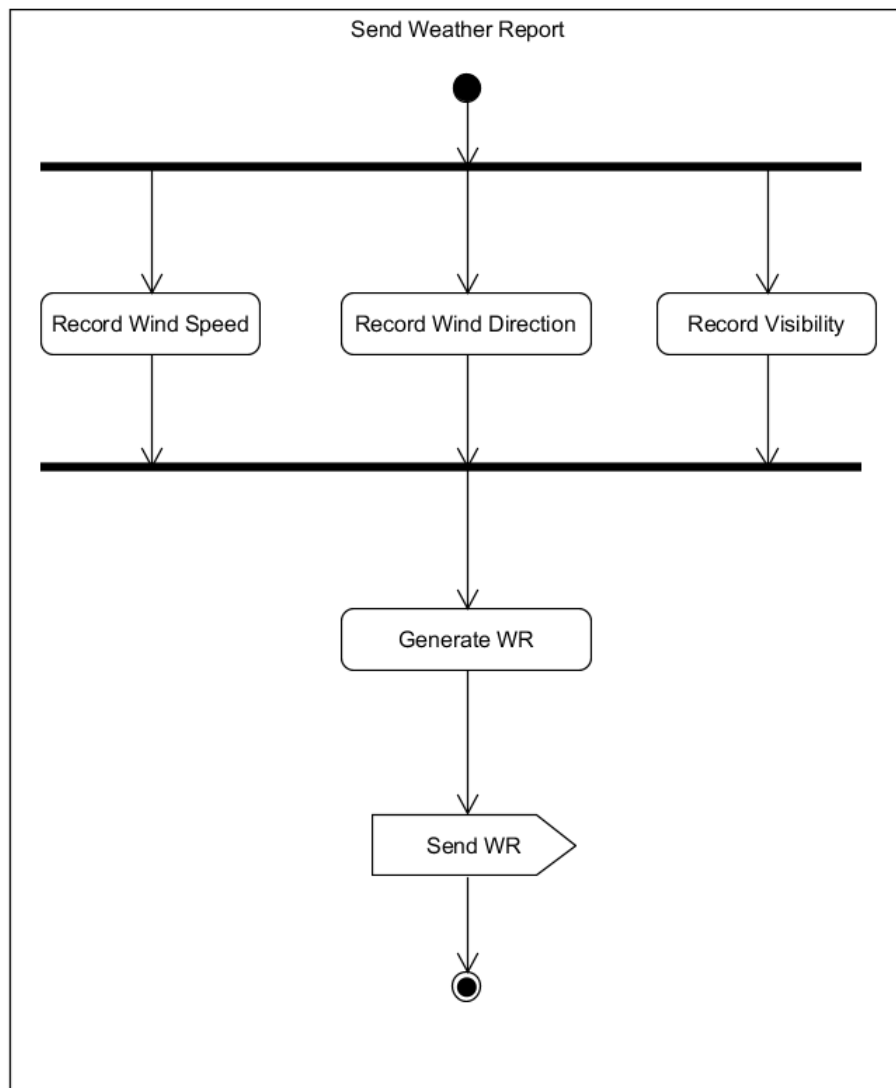 Send Weather Report
Record Wind Speed
Record Wind Direction
Record Visibility
Generate WR
Send WR